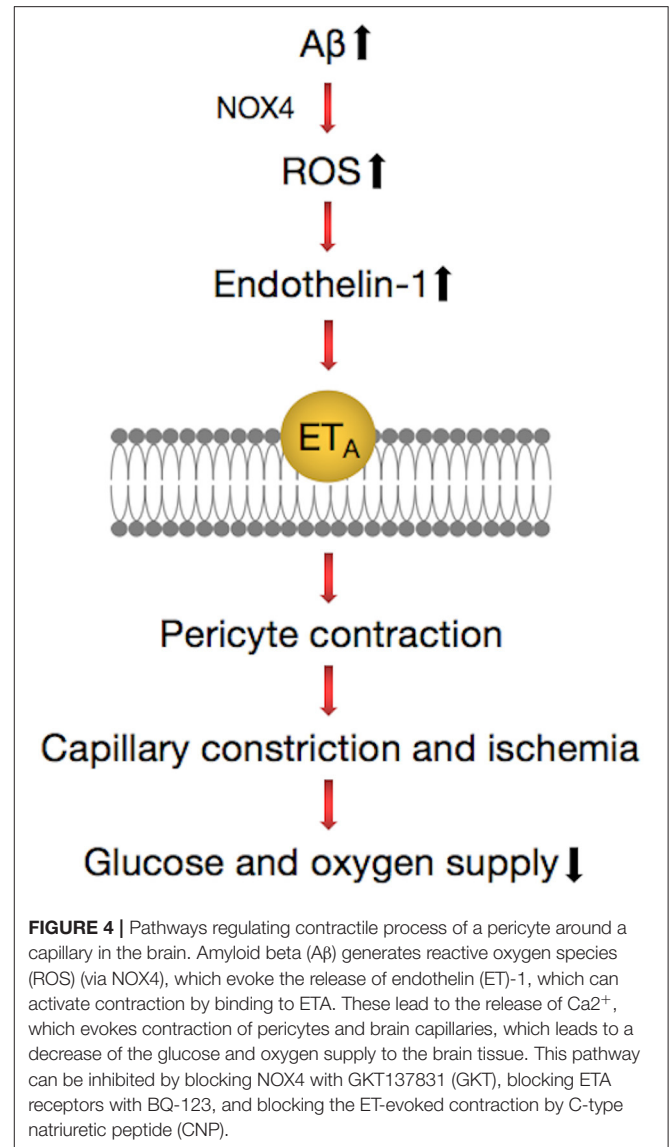 Aβ⬆
NOX4
ROS⬆
Endothelin-1⬆
ET_A
Pericyte contraction
Capillary constriction and ischemia
Glucose and oxygen supply⬇
FIGURE 4 | Pathways regulating contractile process of a pericyte around a
capillary in the brain. Amyloid beta (Aβ) generates reactive oxygen species
(ROS) (via NOX4), which evoke the release of endothelin (ET)-1, which can
activate contraction by binding to ETA. These lead to the release of Ca2⁺,
which evokes contraction of pericytes and brain capillaries, which leads to a
decrease of the glucose and oxygen supply to the brain tissue. This pathway
can be inhibited by blocking NOX4 with GKT137831 (GKT), blocking ETA
receptors with BQ-123, and blocking the ET-evoked contraction by C-type
natriuretic peptide (CNP).